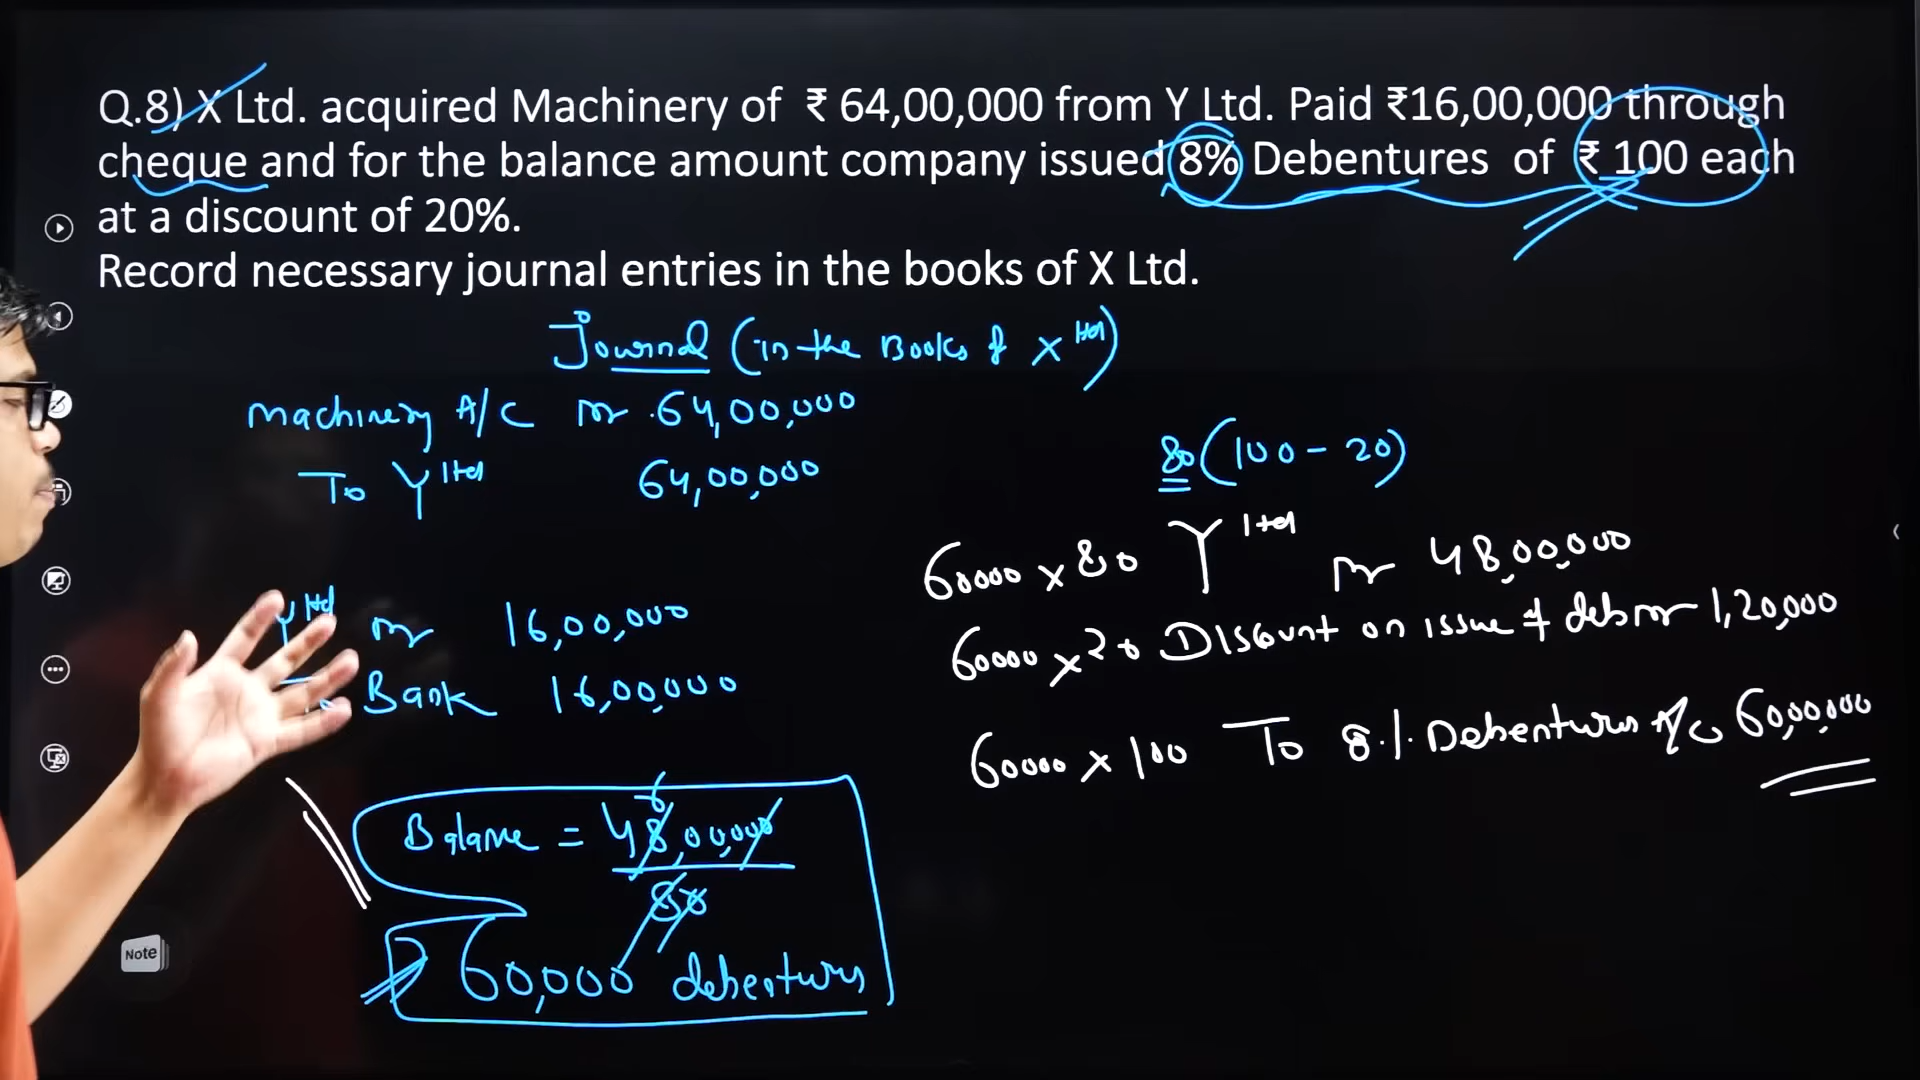 Q.8) X Ltd. acquired Machinery of ₹ 64,00,000 from Y Ltd. Paid ₹16,00,000 through
cheque and for the balance amount company issued 8% Debentures of ₹ 100 each
at a discount of 20%.
Record necessary journal entries in the books of X Ltd.
Journal (in the Books of X ltd)
machinery A/C Dr 64,00,000
To Y ltd 64,00,000
Y ltd Dr 16,00,000
To Bank 16,00,000
Balance = 48,00,000
6
80
60,000 debentures
80 (100 - 20)
60000 x 80 Y ltd Dr 48,00,000
60000 x 20 Discount on issue of deb Dr 1,20,000
60000 x 100 To 8% Debentures A/C 60,00,000
Note